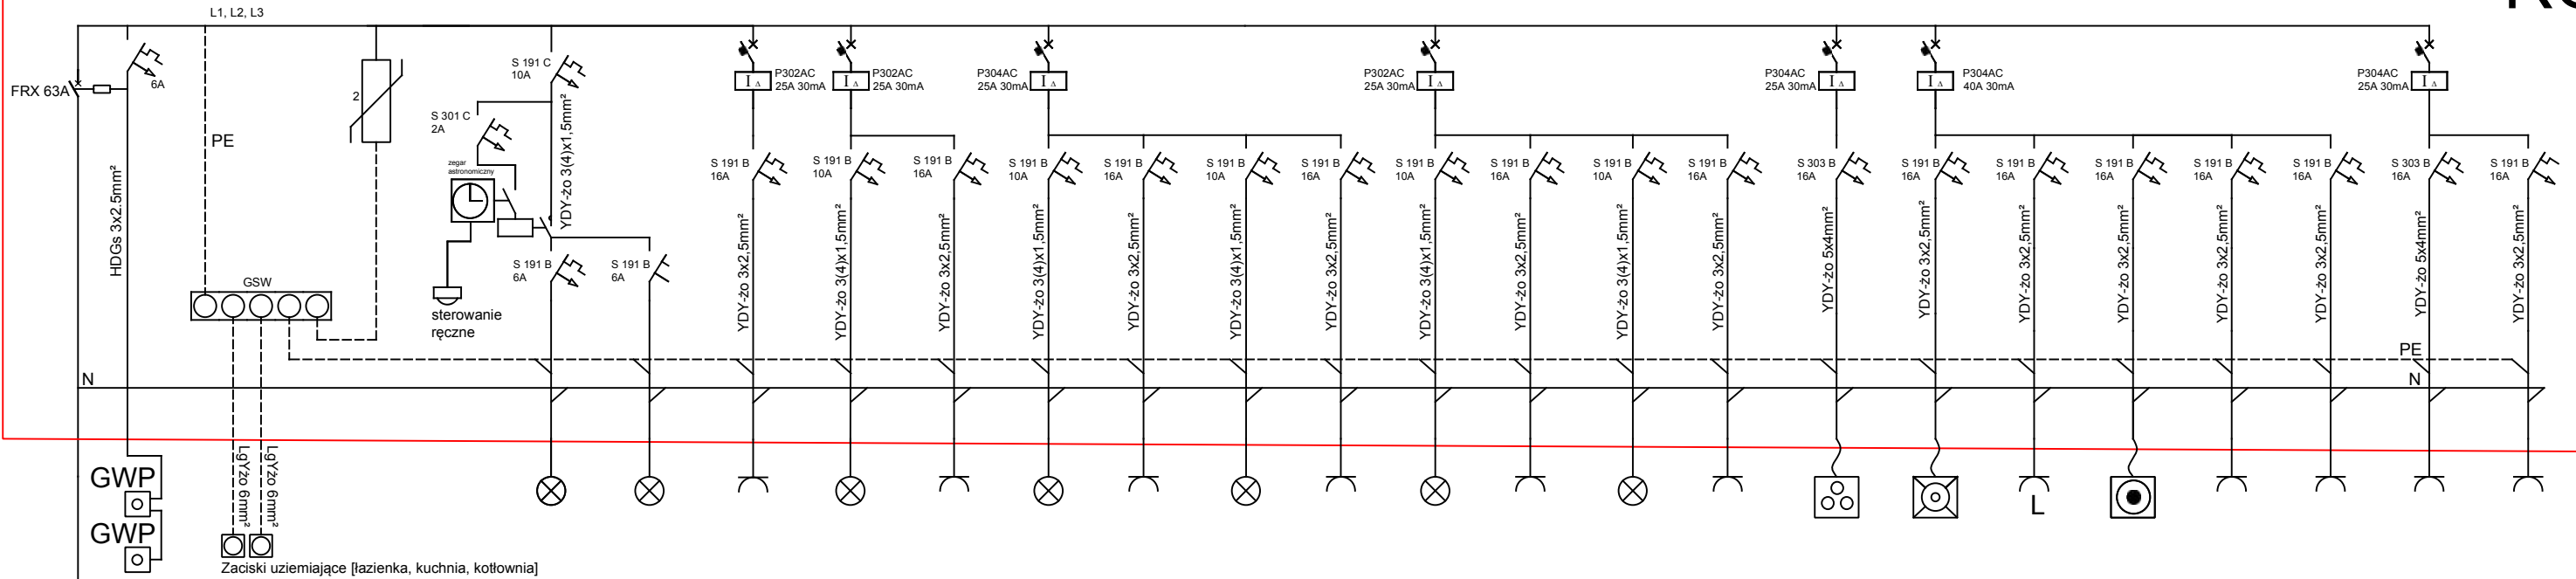 L1, L2, L3
FRX 63A
6A
HDGs 3x2.5mm²
PE
2
S 191 C
10A
YDY-żo 3(4)x1,5mm²
S 301 C
2A
zegar
astronomiczny
sterowanie
ręczne
S 191 B
6A
S 191 B
6A
GSW
P302AC
25A 30mA
P302AC
25A 30mA
P304AC
25A 30mA
P302AC
25A 30mA
P304AC
25A 30mA
P304AC
40A 30mA
P304AC
25A 30mA
S 191 B
16A
S 191 B
10A
S 191 B
16A
S 191 B
10A
S 191 B
16A
S 191 B
10A
S 191 B
16A
S 191 B
10A
S 191 B
16A
S 191 B
10A
S 191 B
16A
S 303 B
16A
S 191 B
16A
S 191 B
16A
S 191 B
16A
S 191 B
16A
S 191 B
16A
S 303 B
16A
S 191 B
16A
YDY-żo 3x2,5mm²
YDY-żo 3(4)x1,5mm²
YDY-żo 3x2,5mm²
YDY-żo 3(4)x1,5mm²
YDY-żo 3x2,5mm²
YDY-żo 3(4)x1,5mm²
YDY-żo 3x2,5mm²
YDY-żo 3(4)x1,5mm²
YDY-żo 3x2,5mm²
YDY-żo 3(4)x1,5mm²
YDY-żo 3x2,5mm²
YDY-żo 5x4mm²
YDY-żo 3x2,5mm²
YDY-żo 3x2,5mm²
YDY-żo 3x2,5mm²
YDY-żo 3x2,5mm²
YDY-żo 3x2,5mm²
YDY-żo 5x4mm²
YDY-żo 3x2,5mm²
I Δ
I Δ
I Δ
I Δ
I Δ
I Δ
I Δ
PE
N
N
LgYżo 6mm²
LgYżo 6mm²
GWP
GWP
L
Zaciski uziemiające [łazienka, kuchnia, kotłownia]